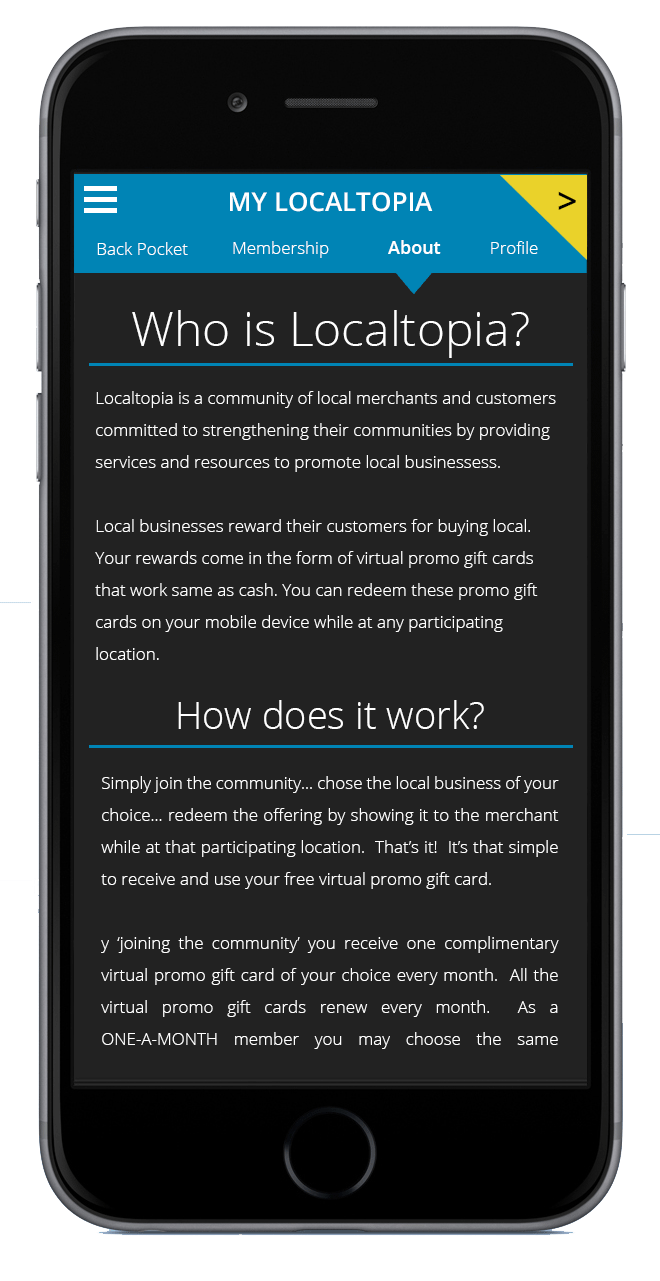 MY LOCALTOPIA
>
Back Pocket Membership About Profile
Who is Localtopia?
Localtopia is a community of local merchants and customers
committed to strengthening their communities by providing
services and resources to promote local businessess.
Local businesses reward their customers for buying local.
Your rewards come in the form of virtual promo gift cards
that work same as cash. You can redeem these promo gift
cards on your mobile device while at any participating
location.
How does it work?
Simply join the community... chose the local business of your
choice... redeem the offering by showing it to the merchant
while at that participating location.  That’s it!  It’s that simple
to receive and use your free virtual promo gift card.
y ‘joining the community’ you receive one complimentary
virtual promo gift card of your choice every month.  All the
virtual promo gift cards renew every month.  As a
ONE-A-MONTH member you may choose the same